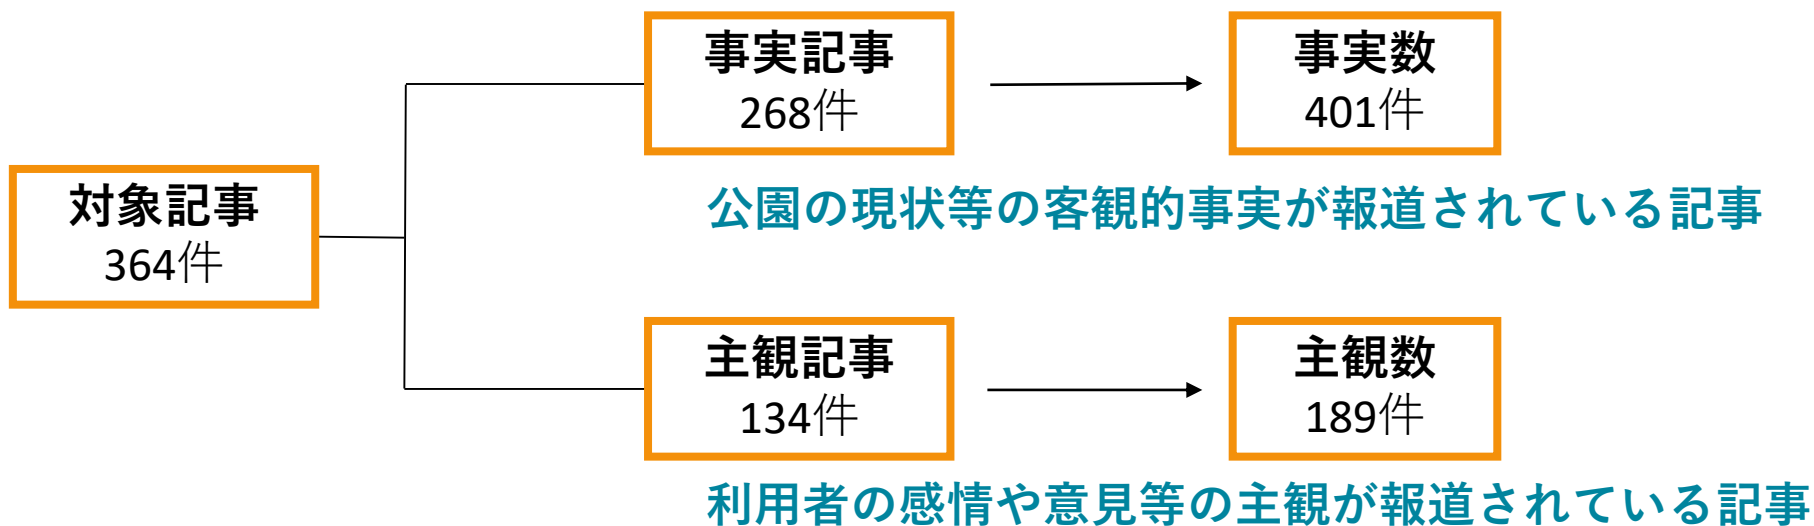 対象記事
364件
事実記事
268件
事実数
401件
公園の現状等の客観的事実が報道されている記事
主観記事
134件
主観数
189件
利用者の感情や意見等の主観が報道されている記事